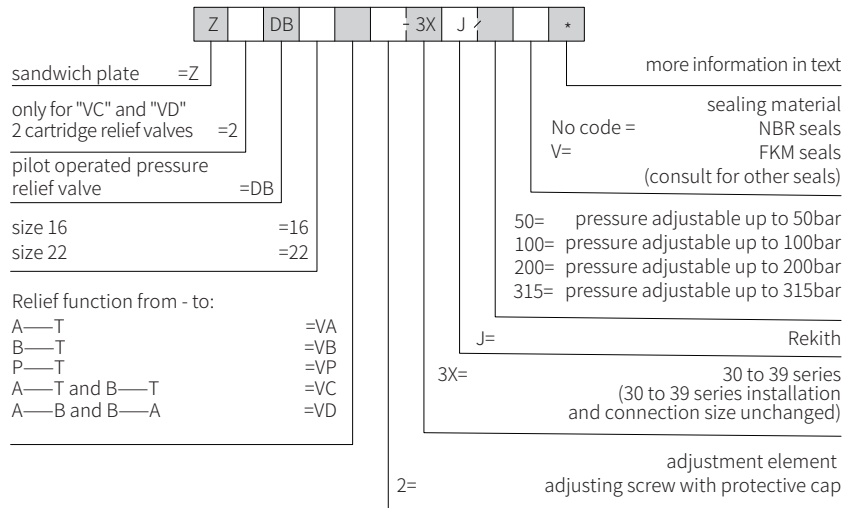 Z DB - 3X J / *
sandwich plate =Z
only for "VC" and "VD"
2 cartridge relief valves =2
pilot operated pressure
relief valve =DB
size 16 =16
size 22 =22
Relief function from - to:
A——T =VA
B——T =VB
P——T =VP
A——T and B——T =VC
A——B and B——A =VD
more information in text
sealing material
No code = NBR seals
V= FKM seals
(consult for other seals)
50= pressure adjustable up to 50bar
100= pressure adjustable up to 100bar
200= pressure adjustable up to 200bar
315= pressure adjustable up to 315bar
J= Rekith
3X= 30 to 39 series
(30 to 39 series installation
and connection size unchanged)
adjustment element
2= adjusting screw with protective cap